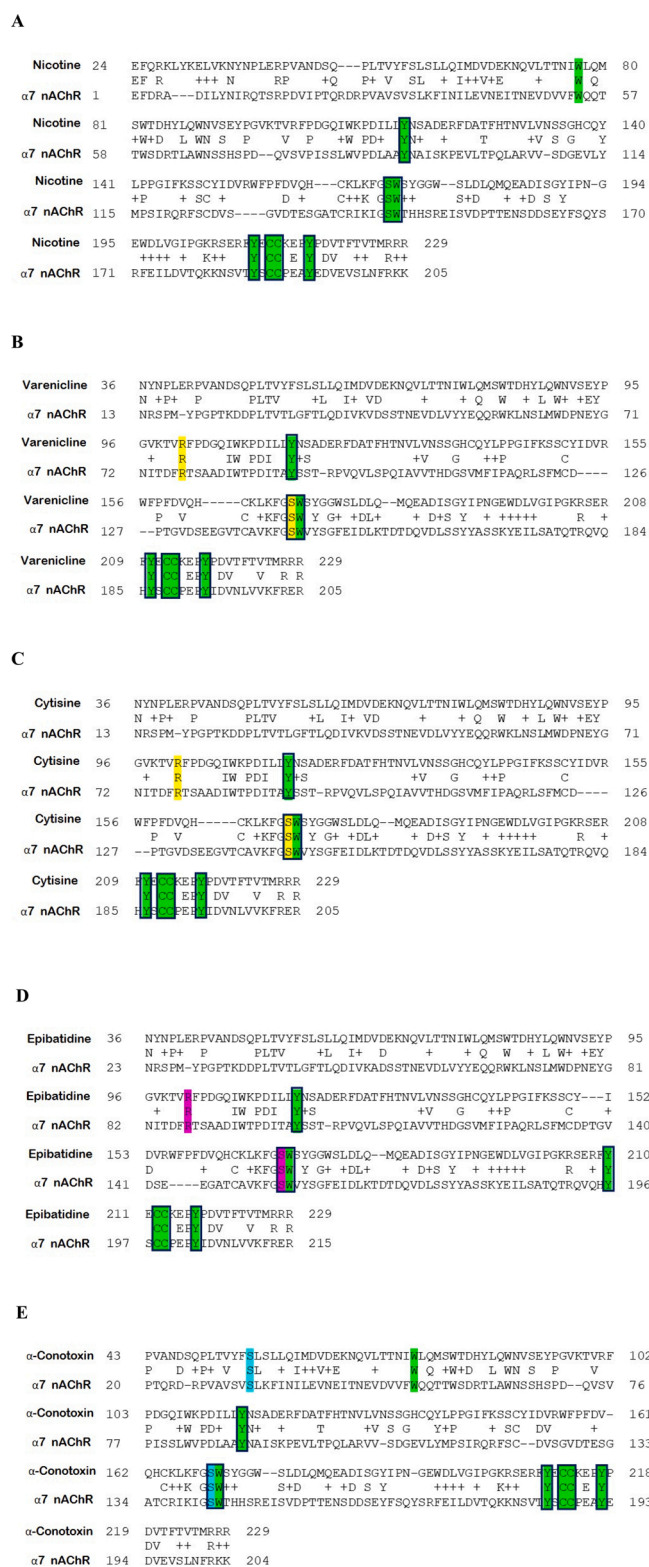 A
Nicotine 24 EFQRKLYKELVKNYNPLERPVANDSQ---PLTVYFSLSLLQIMDVDEKNQVLTTNIWLQM 80
EF R +++ N RP +Q P+ V SL + I++V+E + W Q
α7 nAChR 1 EFDRA---DILYNIRQTSRPDVIPTQRDRPVAVSVSLKFINILEVNEITNEVDVVFWQQT 57
Nicotine 81 SWTDHYLQWNVSEYPGVKTVRFPDGQIWKPDILLYNSADERFDATFHTNVLVNSSGHCQY 140
+W+D L WNS P V +W PD+ YN+ + T +V S G Y
α7 nAChR 58 TWSDRTLAWNSSHSPD--QVSVPISSLWVPDLAAYNAISKPEVLTPQLARVV-SDGEVLY 114
Nicotine 141 LPPGIFKSSCYIDVRWFPFDVQH--CKLKFGSWSYGGW-SLDLQMQEADISGYIPN-G 194
+P + SC+ D + C++K GSW++ S+D + +D S Y
α7 nAChR 115 MPSIRQRFSCDVS----GVDTESGATCRIKIGSWTHHSREISVDPTTENSDDSEYFSQYS 170
Nicotine 195 EWDLVGIPGKRSERFYECCKEPYPDVTFTVTMRRR 229
++++ + K++ Y CC E Y DV ++ R++
α7 nAChR 171 RFEILDVTQKKNSVTYSCCPEAYEDVEVSLNFRKK 205
B
Varenicline 36 NYNPLERPVANDSQPLTVYFSLSLLQIMDVDEKNQVLTTNIWLQMSWTDHYLQWNVSEYP 95
N +P+ P PLTV +L I+ VD + + Q W + L W+ +EY
α7 nAChR 13 NRSPM-YPGPTKDDPLTVTLGFTLQDIVKVDSSTNEVDLVYYEQQRWKLNSLMWDPNEYG 71
Varenicline 96 GVKTVRFPDGQIWKPDILLYNSADERFDATFHTNVLVNSSGHCQYLPPGIFKSSCYIDVR 155
+ R IW PDI Y+S +V G ++P C
α7 nAChR 72 NITDFRTSAADIWTPDITAYSST-RPVQVLSPQIAVVTHDGSVMFIPAQRLSFMCD---- 126
Varenicline 156 WFPFDVQH-----CKLKFGSWSYGGWSLDLQ--MQEADISGYIPNGEWDLVGIPGKRSER 208
P V C +KFGSW Y G+ +DL+ + D+S Y +++++ R +
α7 nAChR 127 --PTGVDSEEGVTCAVKFGSWVYSGFEIDLKTDTDQVDLSSYYASSKYEILSATQTRQVQ 184
Varenicline 209 FYECCKEPYPDVTFTVTMRRR 229
Y CC EPY DV V R R
α7 nAChR 185 HYSCCPEPYIDVNLVVKFRER 205
C
Cytisine 36 NYNPLERPVANDSQPLTVYFSLSLLQIMDVDEKNQVLTTNIWLQMSWTDHYLQWNVSEYP 95
N +P+ P PLTV +L I+ VD + + Q W + L W+ +EY
α7 nAChR 13 NRSPM-YPGPTKDDPLTVTLGFTLQDIVKVDSSTNEVDLVYYEQQRWKLNSLMWDPNEYG 71
Cytisine 96 GVKTVRFPDGQIWKPDILLYNSADERFDATFHTNVLVNSSGHCQYLPPGIFKSSCYIDVR 155
+ R IW PDI Y+S +V G ++P C
α7 nAChR 72 NITDFRTSAADIWTPDITAYSST-RPVQVLSPQIAVVTHDGSVMFIPAQRLSFMCD---- 126
Cytisine 156 WFPFDVQH-----CKLKFGSWSYGGWSLDLQ--MQEADISGYIPNGEWDLVGIPGKRSER 208
P V C +KFGSW Y G+ +DL+ + D+S Y +++++ R +
α7 nAChR 127 --PTGVDSEEGVTCAVKFGSWVYSGFEIDLKTDTDQVDLSSYYASSKYEILSATQTRQVQ 184
Cytisine 209 FYECCKEPYPDVTFTVTMRRR 229
Y CC EPY DV V R R
α7 nAChR 185 HYSCCPEPYIDVNLVVKFRER 205
D
Epibatidine 36 NYNPLERPVANDSQPLTVYFSLSLLQIMDVDEKNQVLTTNIWLQMSWTDHYLQWNVSEYP 95
N +P+ P PLTV +L I+ D + + Q W + L W+ +EY
α7 nAChR 23 NRSPM-YPGPTKDDPLTVTLGFTLQDIVKADSSTNEVDLVYYEQQRWKLNSLMWDPNEYG 81
Epibatidine 96 GVKTVRFPDGQIWKPDILLYNSADERFDATFHTNVLVNSSGHCQYLPPGIFKSSCY---I 152
+ R IW PDI Y+S +V G ++P C +
α7 nAChR 82 NITDFRTSAADIWTPDITAYSST-RPVQVLSPQIAVVTHDGSVMFIPAQRLSFMCDPTGV 140
Epibatidine 153 DVRWFPFDVQHCKLKFGSWSYGGWSLDLQ--MQEADISGYIPNGEWDLVGIPGKRSERFY 210
D + C +KFGSW Y G+ +DL+ + D+SY +++++ R + Y
α7 nAChR 141 DSE---EGATCAVKFGSWVYSGFEIDLKTDTDQVDLSSYYASSKYEILSATQTRQVQHY 196
Epibatidine 211 ECCKEPYPDVTFTVTMRRR 229
CC EPY DV V R R
α7 nAChR 197 SCCPEPYIDVNLVVKFRER 215
E
α-Conotoxin 43 PVANDSQPLTVYFSLSLLQIMDVDEKNQVLTTNIWLQMSWTDHYLQWNVSEYPGVKTVRF 102
P D +P+ V SL + I++V+E + W Q +W+D L WNS P V
α7 nAChR 20 PTQRD-RPVAVSVSLKFINILEVNEITNEVDVVFWQQTTWSDRTLAWNSSHSPD--QVSV 76
α-Conotoxin 103 PDGQIWKPDILLYNSADERFDATFHTNVLVNSSGHCQYLPPGIFKSSCYIDVRWFPFDV- 161
P +W PD+ YN+ + T +V S G Y+P + SC D
α7 nAChR 77 PISSLWVPDLAAYNAISKPEVLTPQLARVV-SDGEVLYMPSIRQRFSC DVSGVDTESG 133
α-Conotoxin 162 QHCKLKFGSWSYGGW-SLDLQMQEADISGYIPN-GEWDLVGIPGKRSERFYECCKEPYP 218
C++K GSW++ S+D + +D S Y ++++ + K++ Y CC E Y
α7 nAChR 134 ATCRIKIGSWTHHSREISVDPTTENSDDSEYFSQYSRFEILDVTQKKNSVTYSCCPEAYE 193
α-Conotoxin 219 DVTFTVTMRRR 229
DV ++ R++
α7 nAChR 194 DVEVSLNFRKK 204